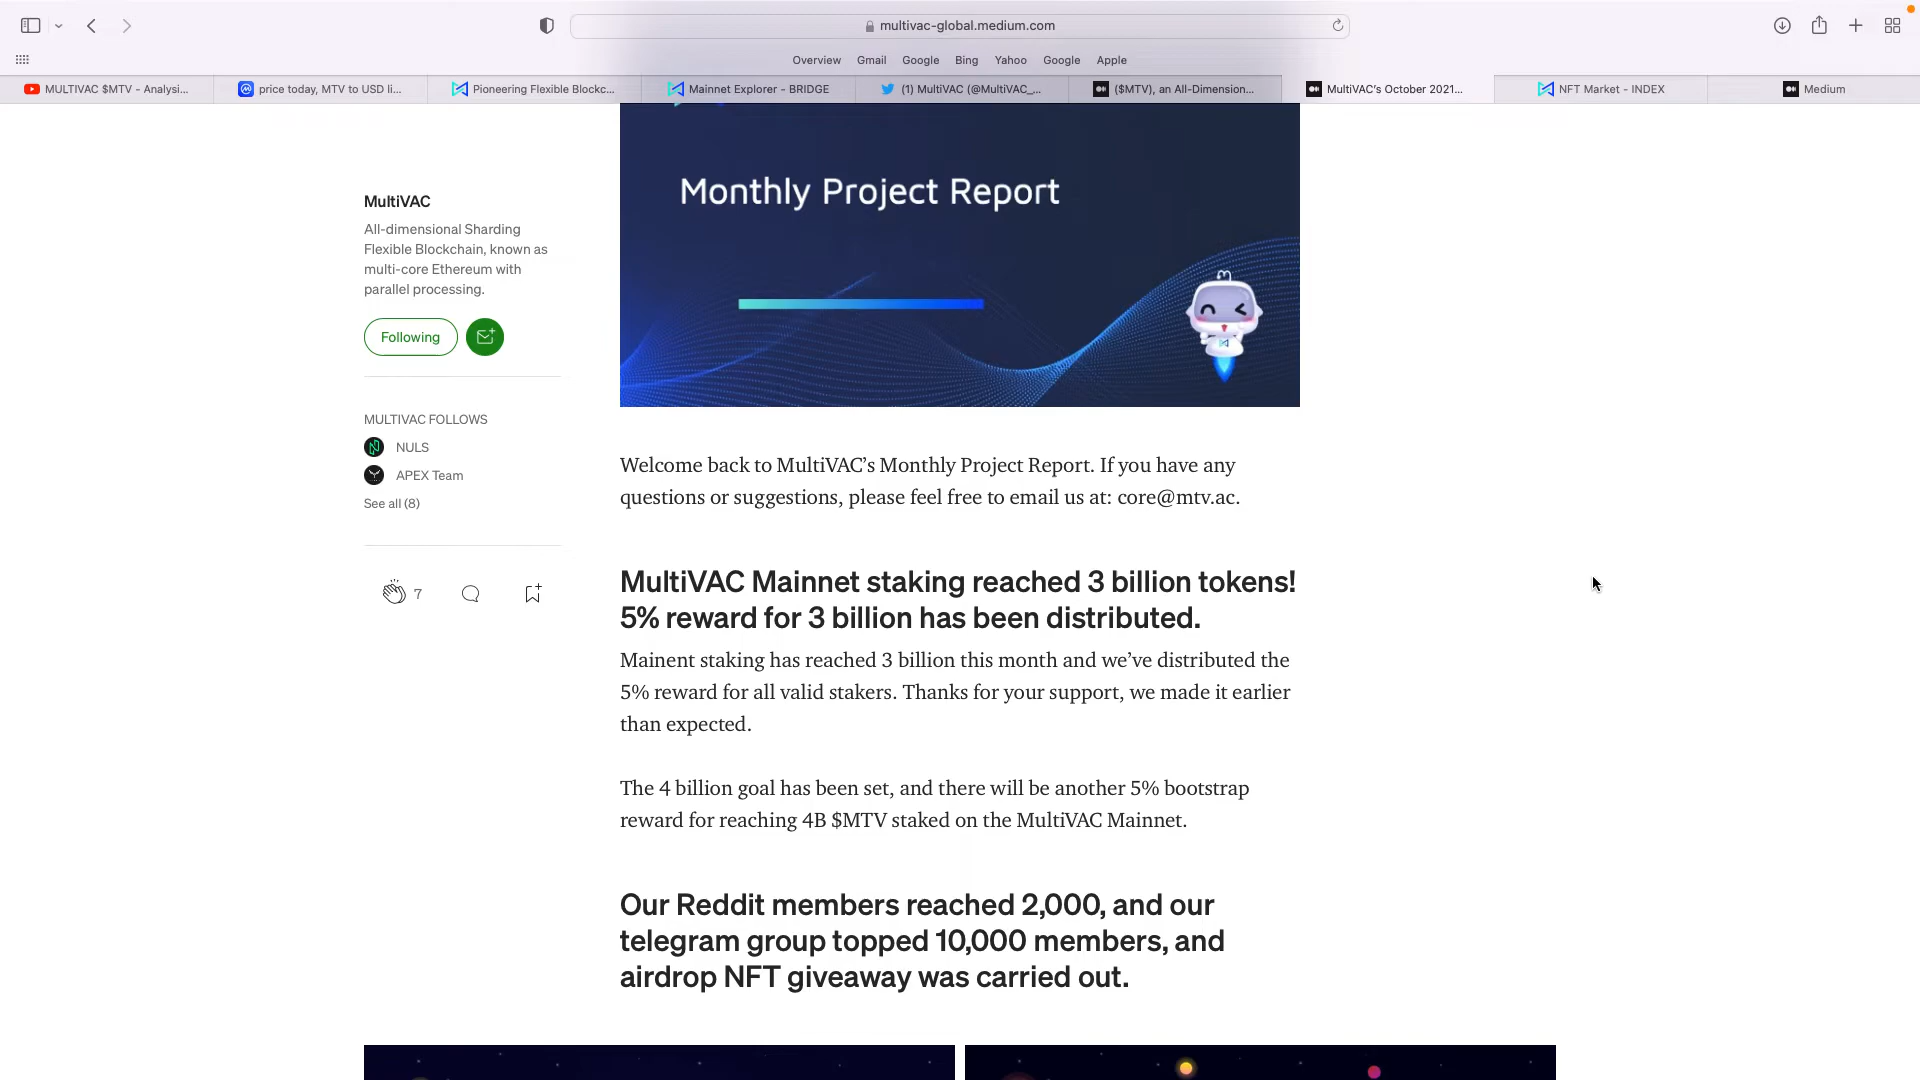 multivac-global.medium.com
Overview Gmail Google Bing Yahoo Google Apple
MULTIVAC $MTV - Analysi...
price today, MTV to USD li...
Pioneering Flexible Blockc...
Mainnet Explorer - BRIDGE
(1) MultiVAC (@MultiVAC_...
($MTV), an All-Dimension...
MultiVAC's October 2021...
NFT Market - INDEX
Medium
Monthly Project Report
MultiVAC
All-dimensional Sharding
Flexible Blockchain, known as
multi-core Ethereum with
parallel processing.
Following
MULTIVAC FOLLOWS
NULS
APEX Team
See all (8)
7
Welcome back to MultiVAC’s Monthly Project Report. If you have any
questions or suggestions, please feel free to email us at: core@mtv.ac.
MultiVAC Mainnet staking reached 3 billion tokens!
5% reward for 3 billion has been distributed.
Mainent staking has reached 3 billion this month and we’ve distributed the
5% reward for all valid stakers. Thanks for your support, we made it earlier
than expected.
The 4 billion goal has been set, and there will be another 5% bootstrap
reward for reaching 4B $MTV staked on the MultiVAC Mainnet.
Our Reddit members reached 2,000, and our
telegram group topped 10,000 members, and
airdrop NFT giveaway was carried out.